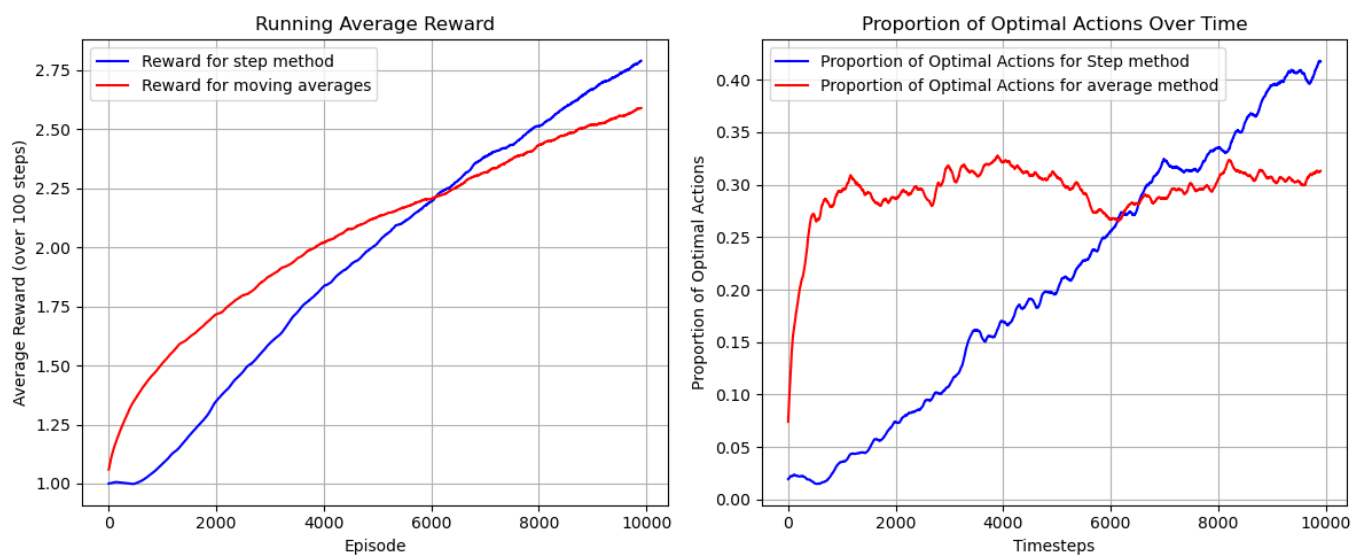 Running Average Reward
Reward for step method
Reward for moving averages
2.75
2.50
2.25
2.00
1.75
1.50
1.25
1.00
Average Reward (over 100 steps)
0
2000
4000
6000
8000
10000
Episode
Proportion of Optimal Actions Over Time
Proportion of Optimal Actions for Step method
Proportion of Optimal Actions for average method
0.40
0.35
0.30
0.25
0.20
0.15
0.10
0.05
0.00
Proportion of Optimal Actions
0
2000
4000
6000
8000
10000
Timesteps